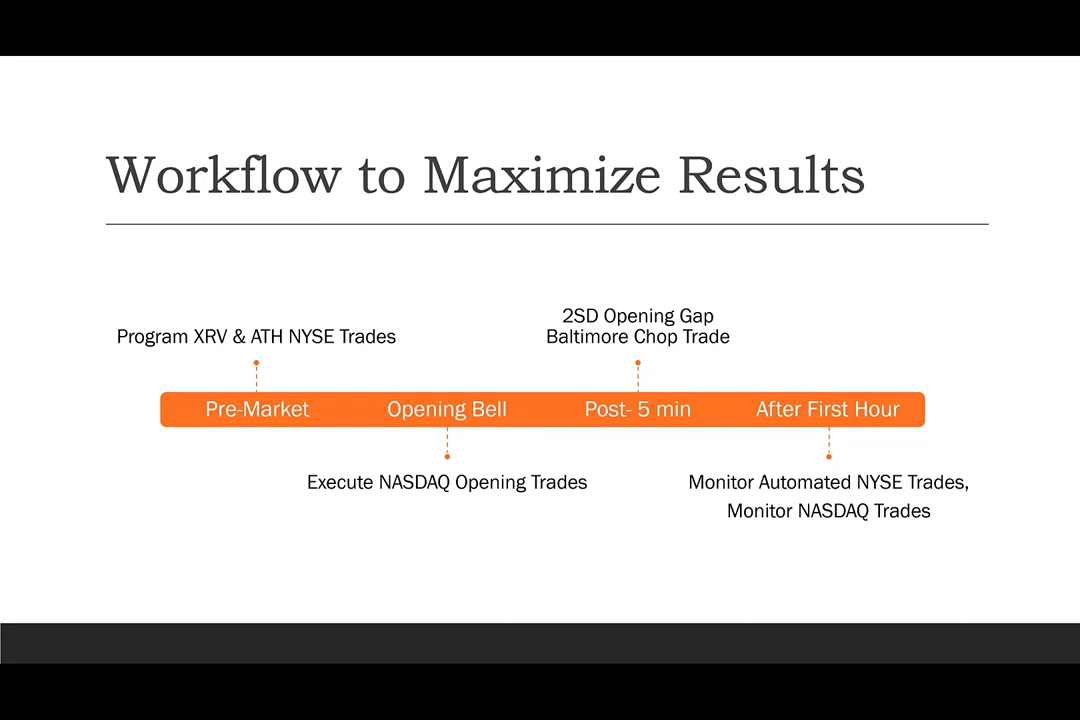 Workflow to Maximize Results
Program XRV & ATH NYSE Trades
2SD Opening Gap
Baltimore Chop Trade
Pre-Market
Opening Bell
Post- 5 min
After First Hour
Execute NASDAQ Opening Trades
Monitor Automated NYSE Trades,
Monitor NASDAQ Trades